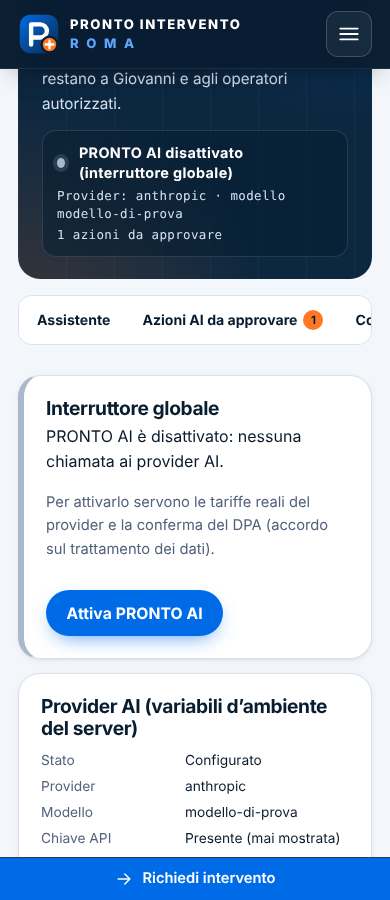 PRONTO INTERVENTO
ROMA
restano a Giovanni e agli operatori
autorizzati.
PRONTO AI disattivato
(interruttore globale)
Provider: anthropic · modello
modello-di-prova
1 azioni da approvare
Assistente
Azioni AI da approvare 1
Co
Interruttore globale
PRONTO AI è disattivato: nessuna
chiamata ai provider AI.
Per attivarlo servono le tariffe reali del
provider e la conferma del DPA (accordo
sul trattamento dei dati).
Attiva PRONTO AI
Provider AI (variabili d’ambiente
del server)
Stato Configurato
Provider anthropic
Modello modello-di-prova
Chiave API Presente (mai mostrata)
→ Richiedi intervento